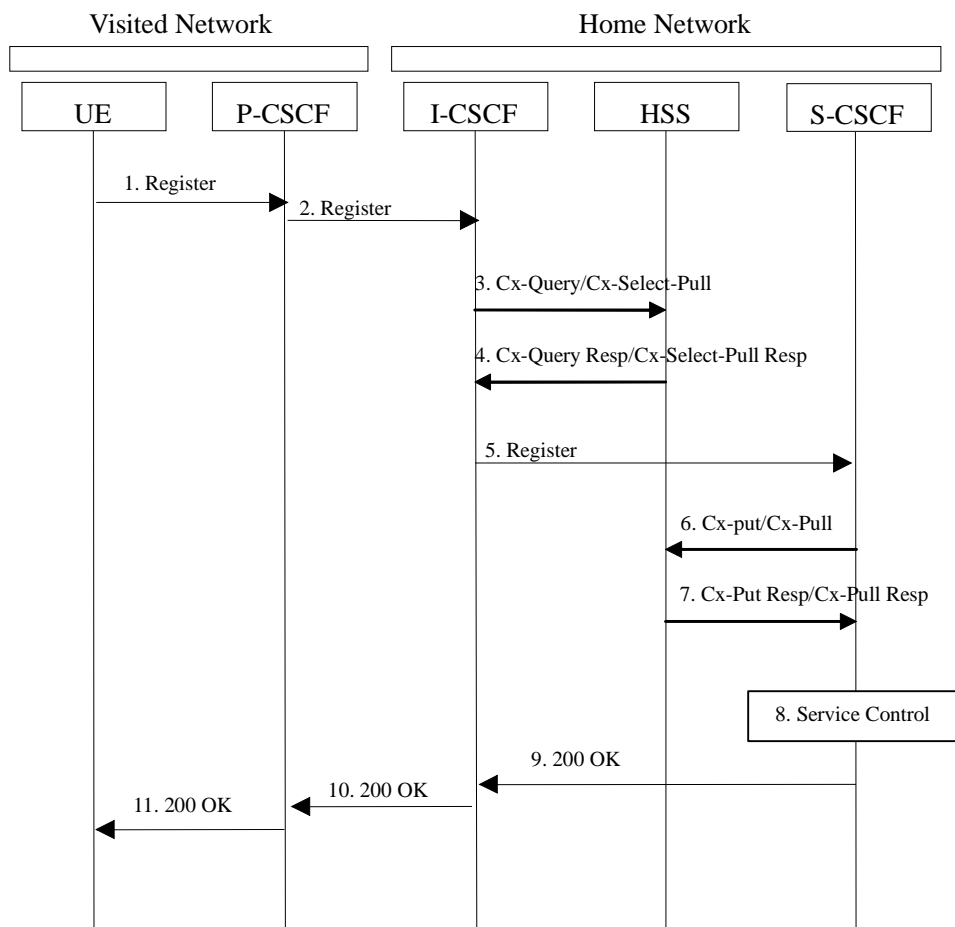 Visited Network
Home Network
UE
P-CSCF
I-CSCF
HSS
S-CSCF
1. Register
2. Register
3. Cx-Query/Cx-Select-Pull
4. Cx-Query Resp/Cx-Select-Pull Resp
5. Register
6. Cx-put/Cx-Pull
7. Cx-Put Resp/Cx-Pull Resp
8. Service Control
9. 200 OK
10. 200 OK
11. 200 OK